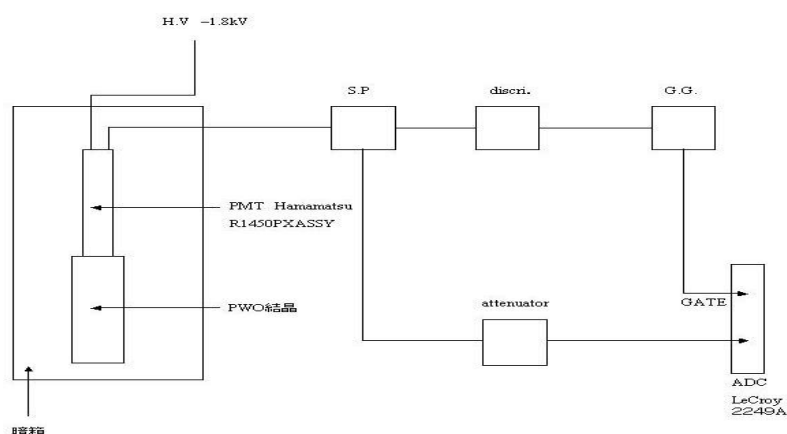 H.V -1.8kV
S.P
discri.
G.G.
PMT Hamamatsu
R1450PXASSY
PWO結晶
attenuator
GATE
ADC
LeCroy
2249A
暗箱